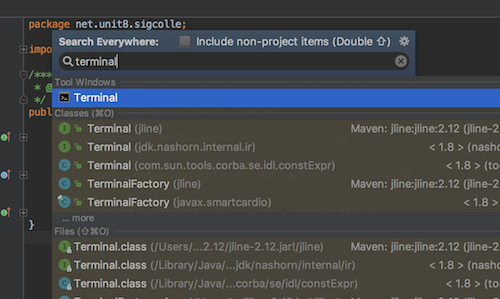 package net.unit8.sigcolle;
Search Everywhere: Include non-project items (Double ⇧)
impo
terminal
/***
Tool Windows
* @
Terminal
*/
publ
Classes (⌘O)
Terminal (jline) Maven: jline:jline:2.12 (jline-2
Terminal (jdk.nashorn.internal.ir) < 1.8 > (nasho
Terminal (com.sun.tools.corba.se.idl.constExpr) < 1.8 > (to
TerminalFactory (jline) Maven: jline:jline:2.12 (jline-2
TerminalFactory (javax.smartcardio) < 1.8 >
... more
}
Files (⇧⌘O)
Terminal.class (/Users/...2.12/jline-2.12.jar!/jline) Maven: jline:jline:2.12 (jline-2
Terminal.class (/Library/Java/...jdk/nashorn/internal/ir) < 1.8 > (nasho
Terminal.class (/Library/Java/...corba/se/idl/constExpr) < 1.8 > (to